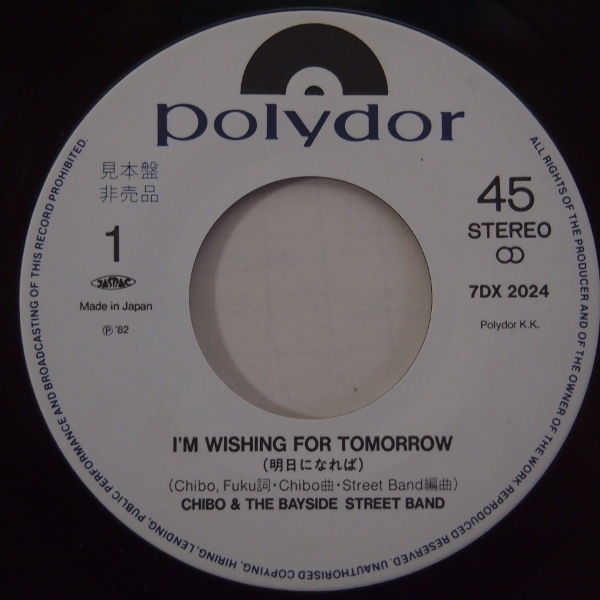 polydor
見本盤
非売品
1
JASRAC
Made in Japan
℗ '82
45
STEREO
7DX 2024
Polydor K.K.
I'M WISHING FOR TOMORROW
(明日になれば)
(Chibo, Fuku詞・Chibo曲・Street Band編曲)
CHIBO & THE BAYSIDE STREET BAND
ALL RIGHTS OF THE PRODUCER AND OF THE OWNER OF THE WORK REPRODUCED RESERVED. UNAUTHORISED COPYING, HIRING, LENDING, PUBLIC PERFORMANCE AND BROADCASTING OF THIS RECORD PROHIBITED.